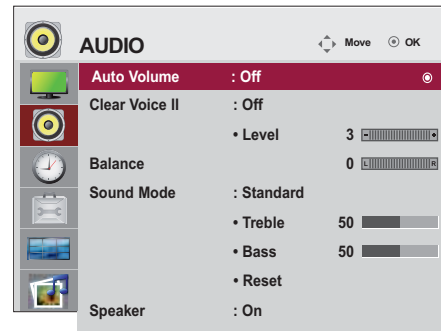 AUDIO Move OK
Auto Volume : Off
Clear Voice II : Off
• Level 3 - +
Balance 0 L R
Sound Mode : Standard
• Treble 50
• Bass 50
• Reset
Speaker : On